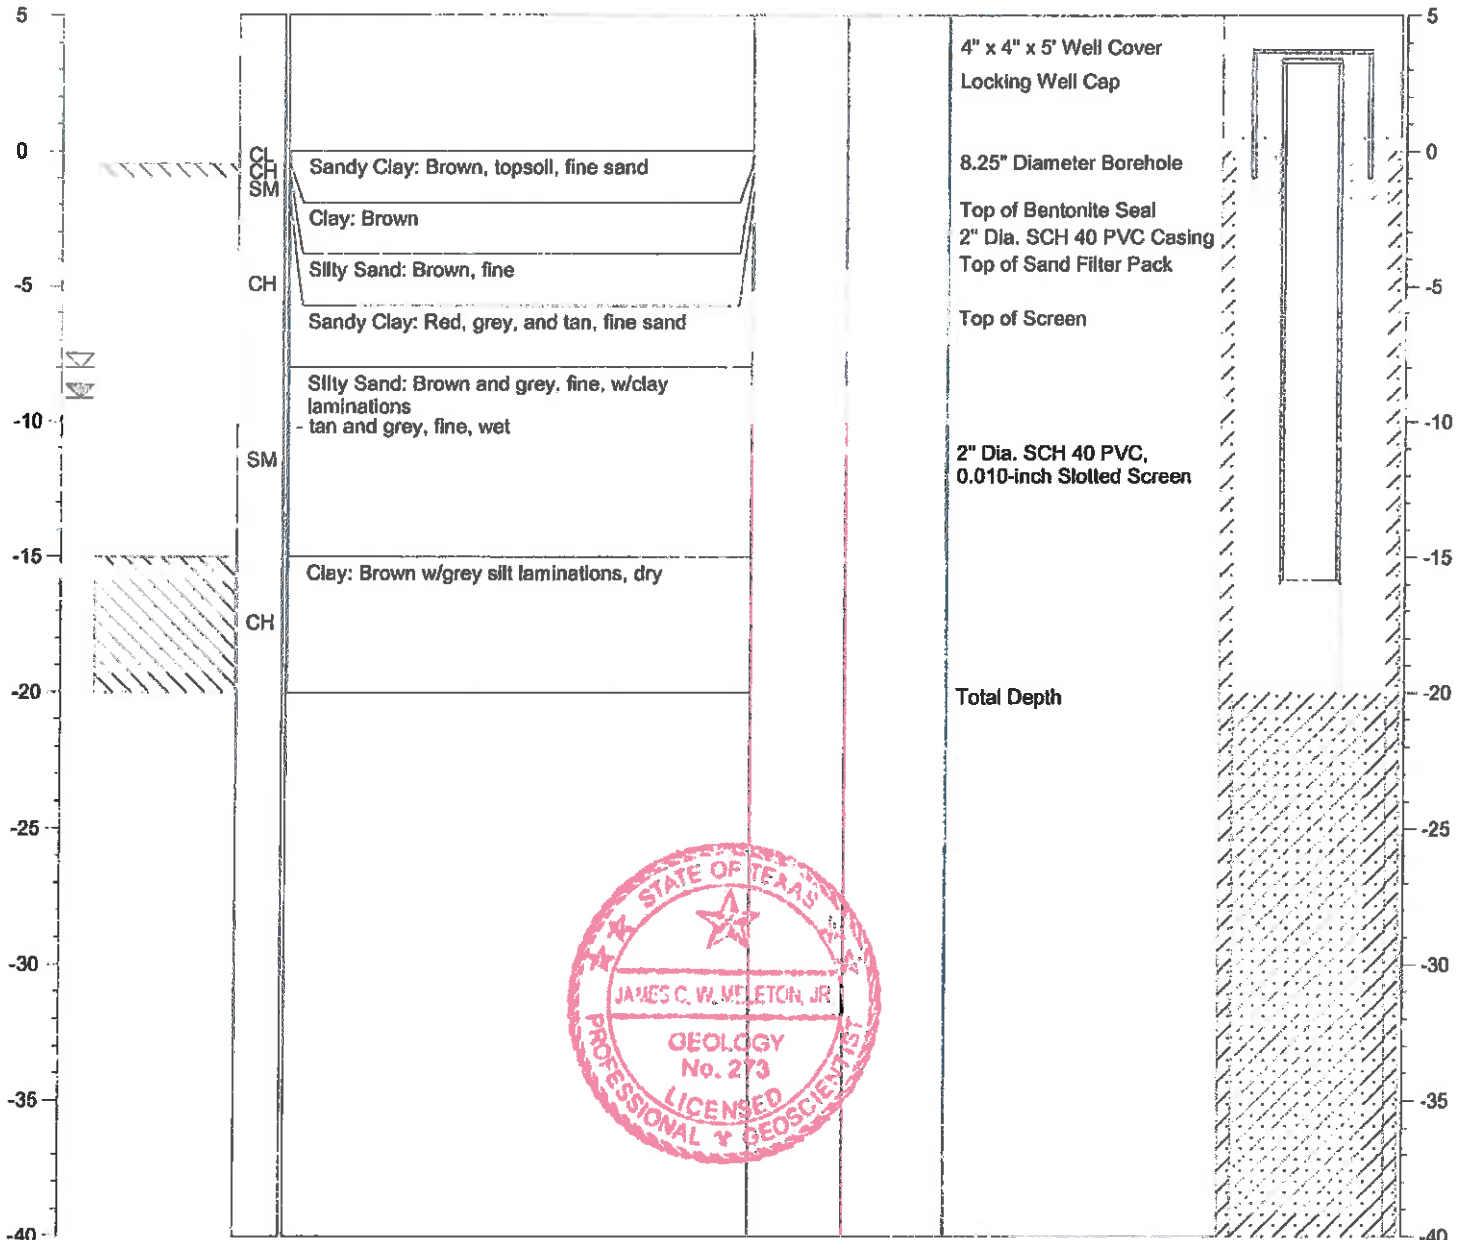 5
0
-5
-10
-15
-20
-25
-30
-35
-40
CL
CH
SM
CH
SM
CH
Sandy Clay: Brown, topsoil, fine sand
Clay: Brown
Silty Sand: Brown, fine
Sandy Clay: Red, grey, and tan, fine sand
Silty Sand: Brown and grey, fine, w/clay
laminations
- tan and grey, fine, wet
Clay: Brown w/grey silt laminations, dry
4" x 4" x 5' Well Cover
Locking Well Cap
8.25" Diameter Borehole
Top of Bentonite Seal
2" Dia. SCH 40 PVC Casing
Top of Sand Filter Pack
Top of Screen
2" Dia. SCH 40 PVC,
0.010-inch Slotted Screen
Total Depth
5
0
-5
-10
-15
-20
-25
-30
-35
-40
STATE OF TEXAS
JAMES C. W. JR
GEOLOGY
No. 273
LICENSED
PROFESSIONAL GEOSCIENTIST